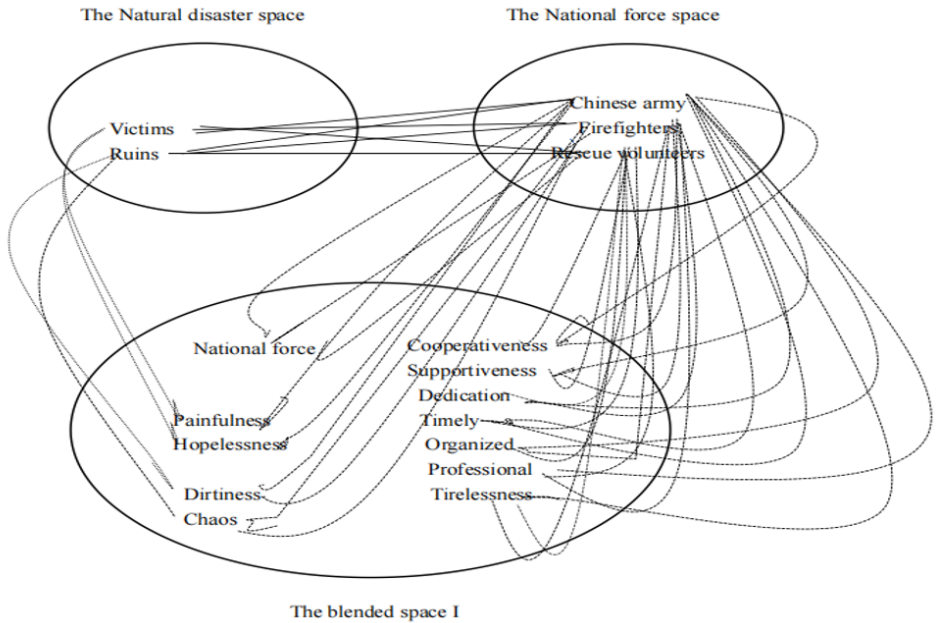 The Natural disaster space
The National force space
Victims
Ruins
Chinese army
Firefighters
Rescue volunteers
National force
Painfulness
Hopelessness
Dirtiness
Chaos
Cooperativeness
Supportiveness
Dedication
Timely
Organized
Professional
Tirelessness
The blended space I